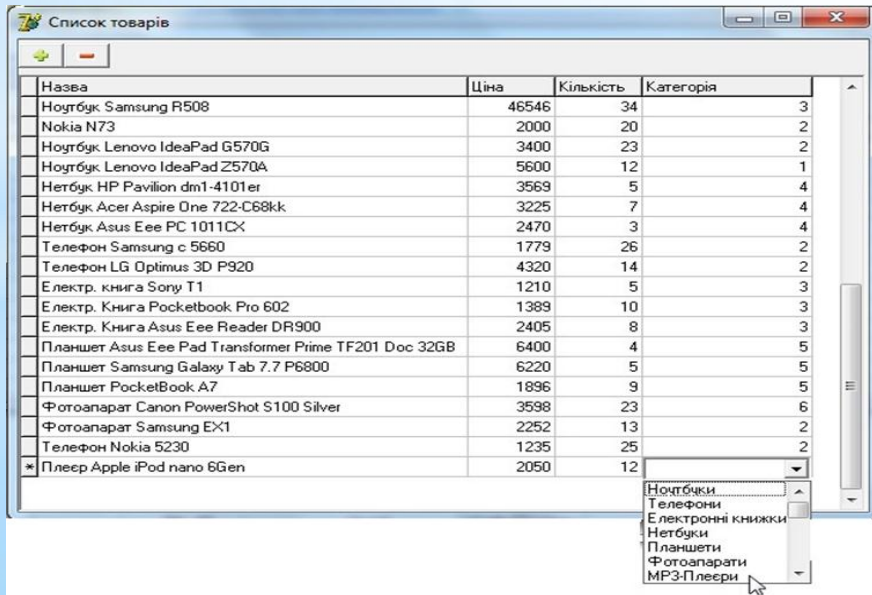 Список товарів
Назва Ціна Кількість Категорія
Ноутбук Samsung R508 46546 34 3
Nokia N73 2000 20 2
Ноутбук Lenovo IdeaPad G570G 3400 23 2
Ноутбук Lenovo IdeaPad Z570A 5600 12 1
Нетбук HP Pavilion dm1-4101er 3569 5 4
Нетбук Acer Aspire One 722-C68kk 3225 7 4
Нетбук Asus Eee PC 1011CX 2470 3 4
Телефон Samsung c 5660 1779 26 2
Телефон LG Optimus 3D P920 4320 14 2
Електр. книга Sony T1 1210 5 3
Електр. Книга Pocketbook Pro 602 1389 10 3
Електр. Книга Asus Eee Reader DR900 2405 8 3
Планшет Asus Eee Pad Transformer Prime TF201 Doc 32GB 6400 4 5
Планшет Samsung Galaxy Tab 7.7 P6800 6220 5 5
Планшет PocketBook A7 1896 9 5
Фотоапарат Canon PowerShot S100 Silver 3598 23 6
Фотоапарат Samsung EX1 2252 13 2
Телефон Nokia 5230 1235 25 2
* Плеєр Apple iPod nano 6Gen 2050 12
Ноутбуки
Телефони
Електронні книжки
Нетбуки
Планшети
Фотоапарати
MP3-Плеєри